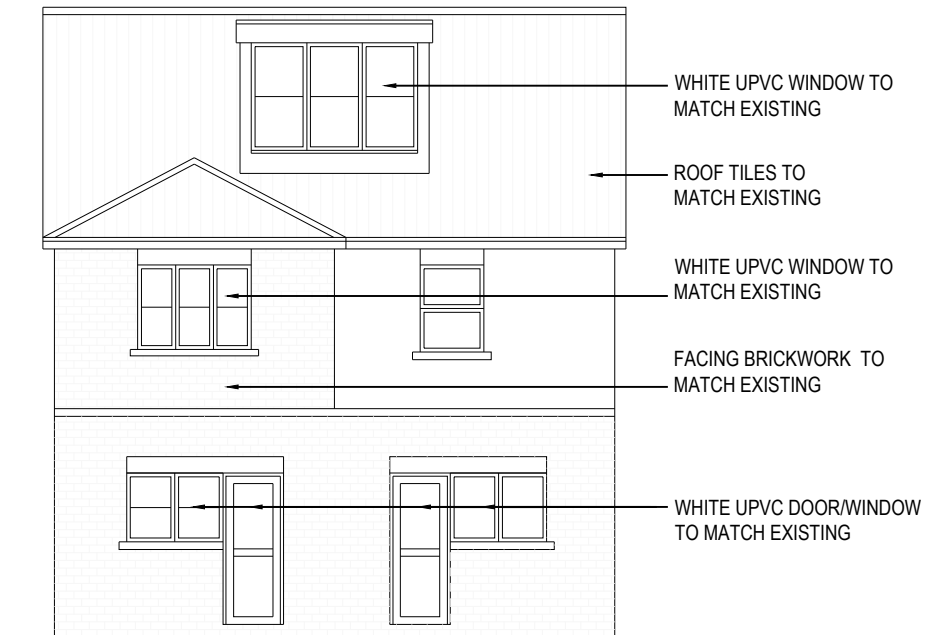 WHITE UPVC WINDOW TO
MATCH EXISTING
ROOF TILES TO
MATCH EXISTING
WHITE UPVC WINDOW TO
MATCH EXISTING
FACING BRICKWORK TO
MATCH EXISTING
WHITE UPVC DOOR/WINDOW
TO MATCH EXISTING